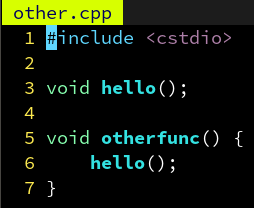 other.cpp
1 #include <cstdio>
2
3 void hello();
4
5 void otherfunc() {
6     hello();
7 }